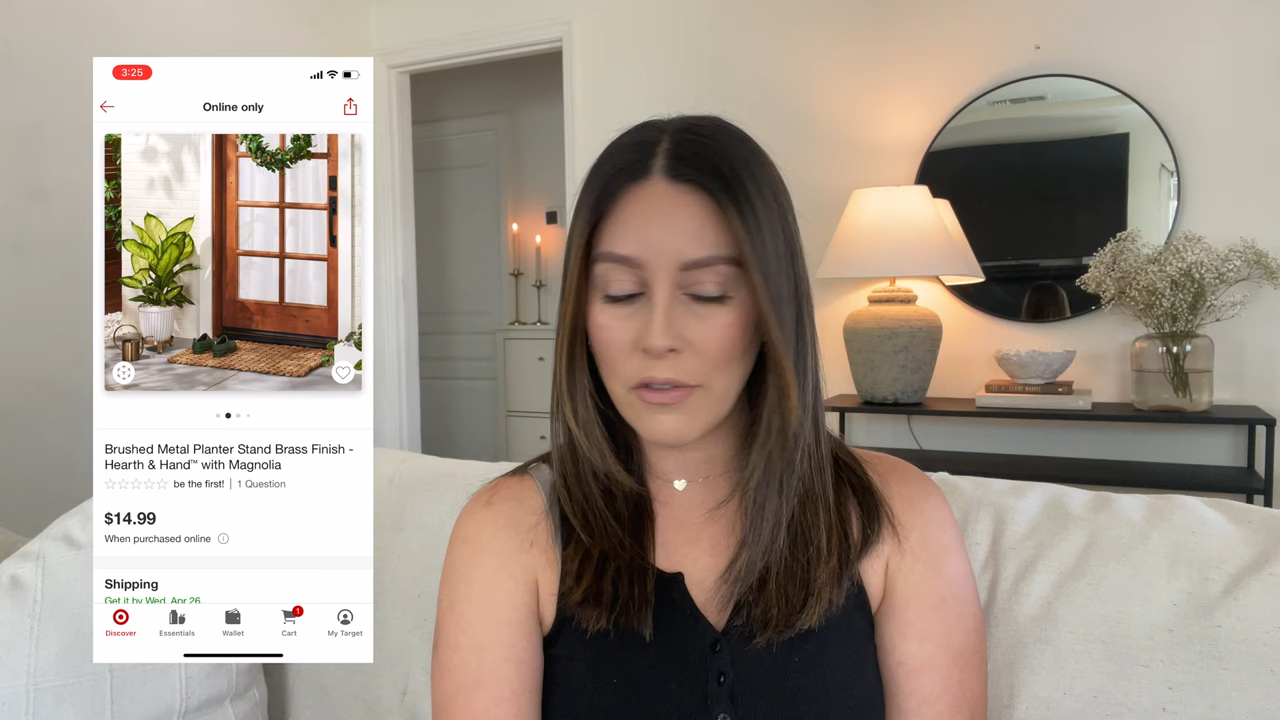 3:25
Online only
Brushed Metal Planter Stand Brass Finish -
Hearth & Hand™ with Magnolia
be the first! | 1 Question
$14.99
When purchased online
Shipping
Get it by Wed, Apr 26
Discover
Essentials
Wallet
1
Cart
My Target